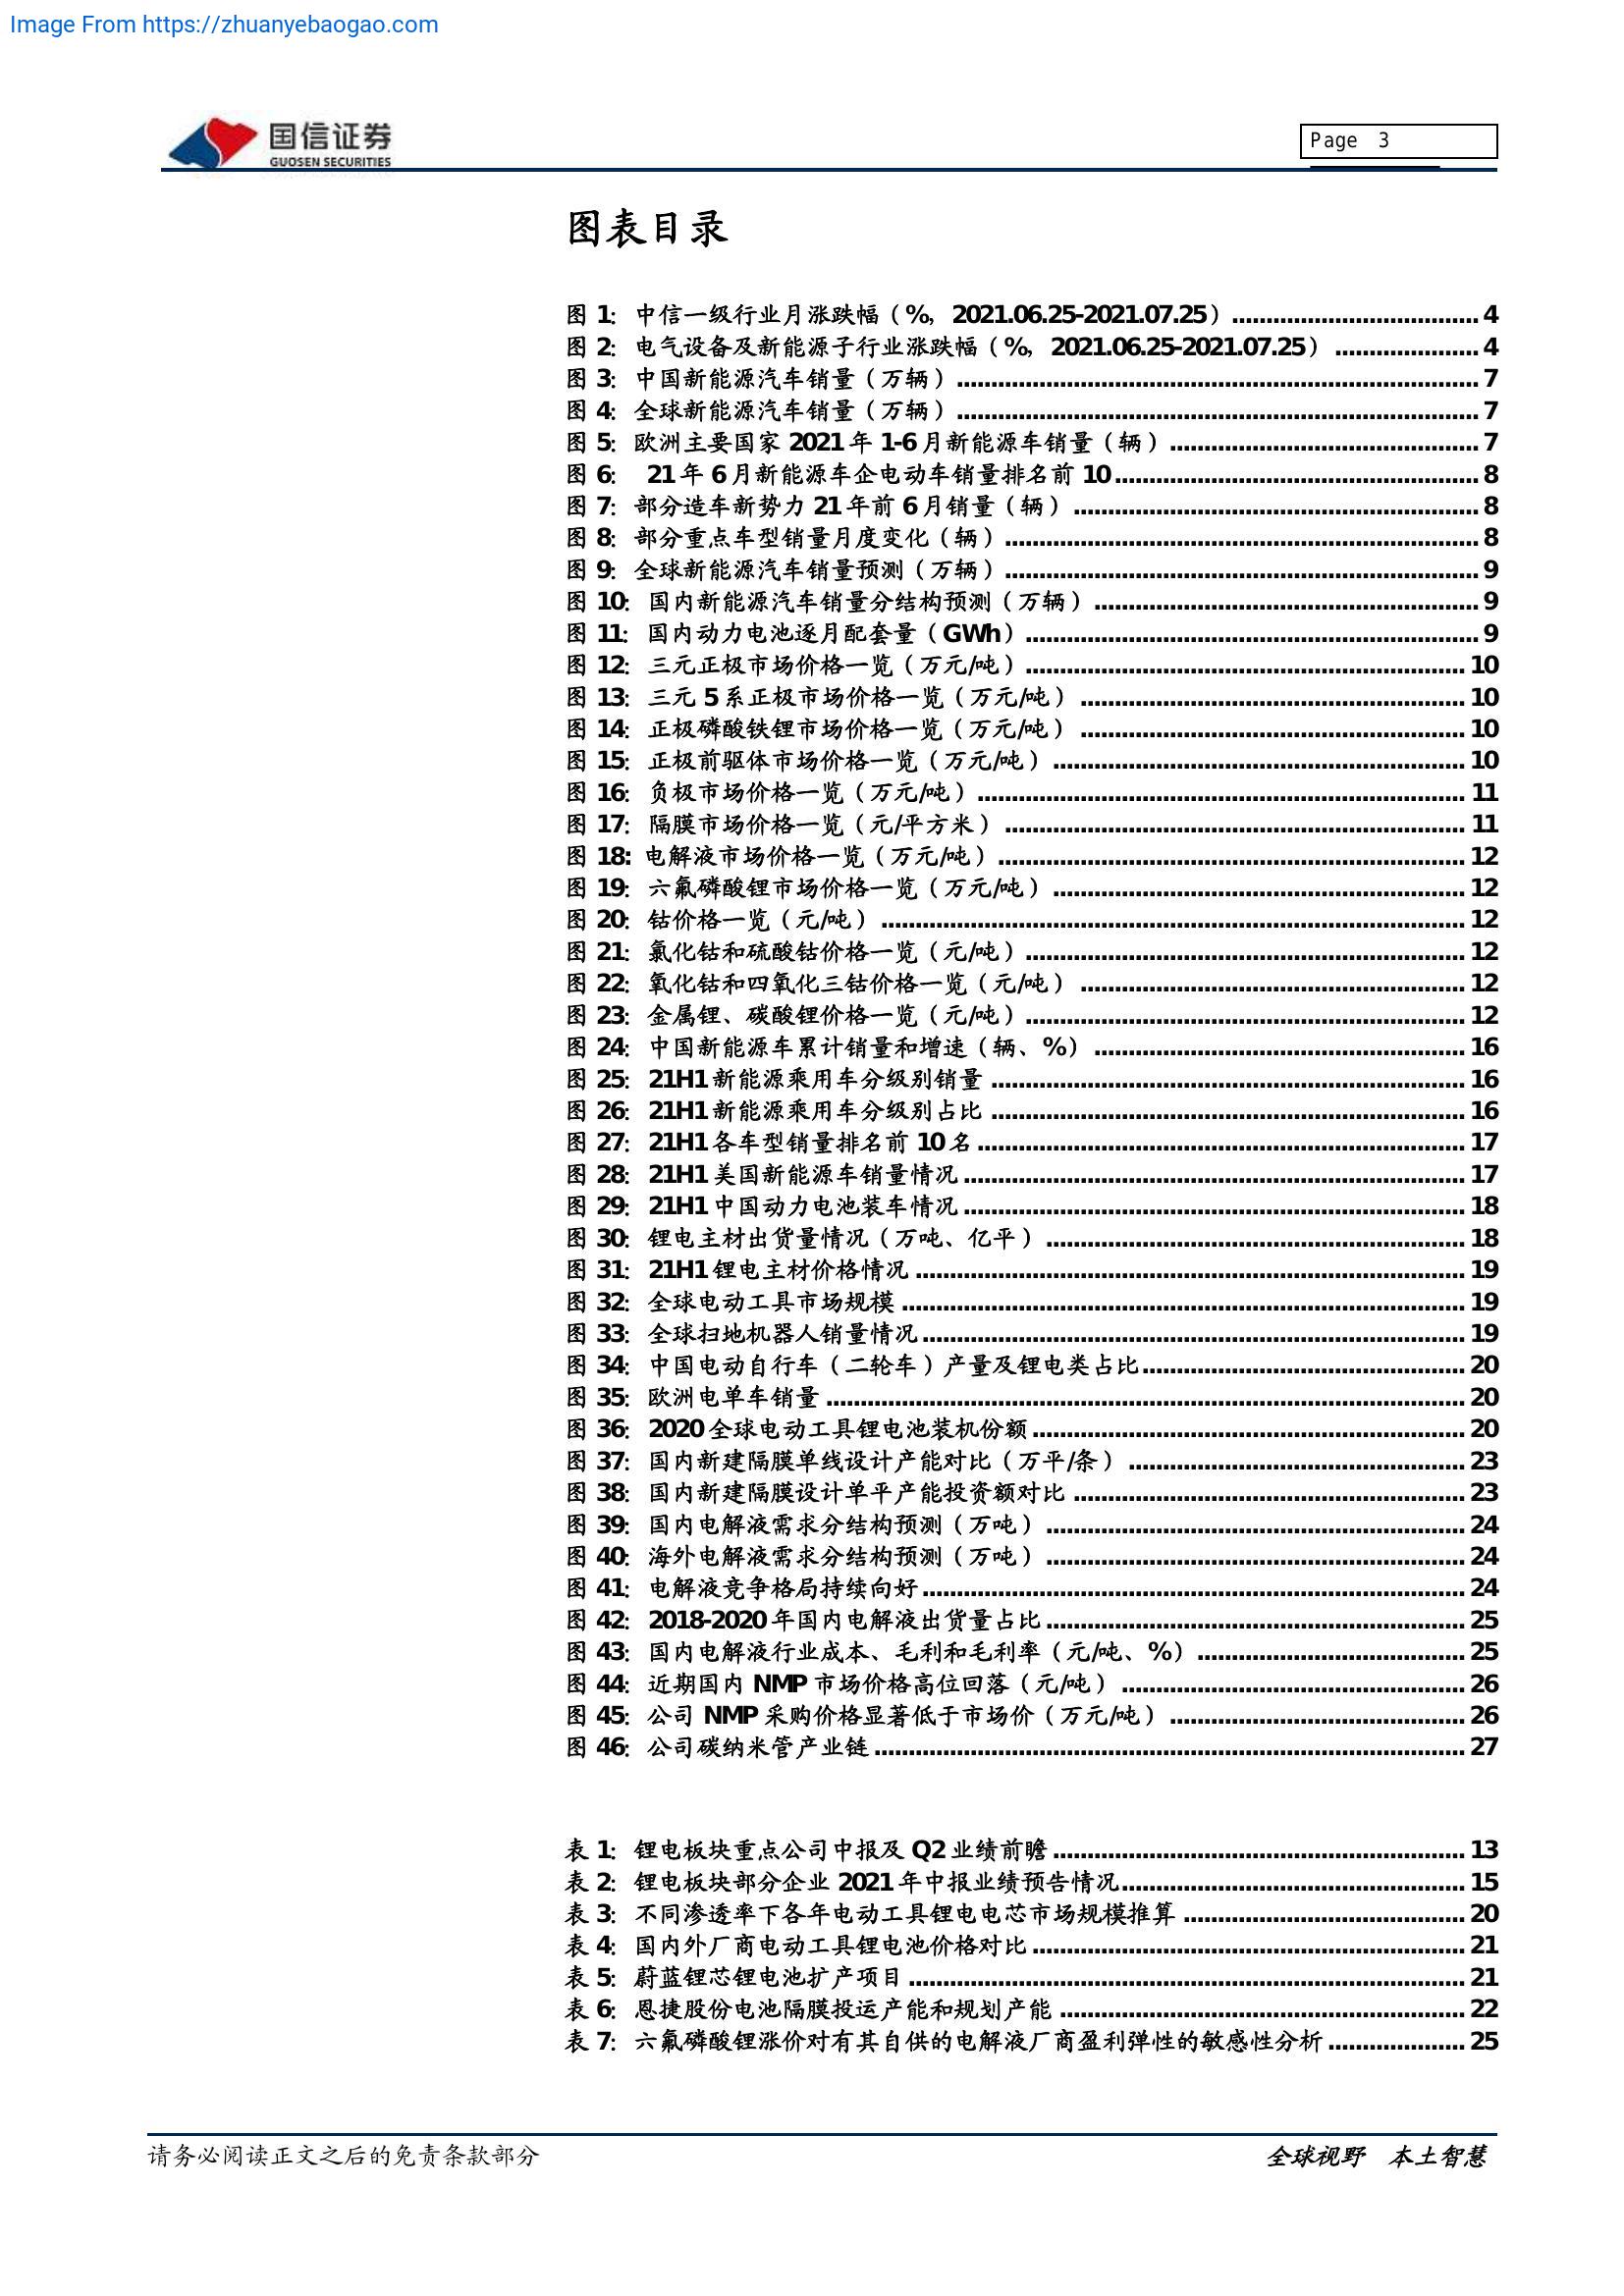 Image From https://zhuanyebaogao.com
国信证券
GUOSEN SECURITIES
Page 3
图表目录
图 1：中信一级行业月涨跌幅（%，2021.06.25-2021.07.25） .................................... 4
图 2：电气设备及新能源子行业涨跌幅（%，2021.06.25-2021.07.25） ..................... 4
图 3：中国新能源汽车销量（万辆） ............................................................................ 7
图 4：全球新能源汽车销量（万辆） ............................................................................ 7
图 5：欧洲主要国家 2021 年 1-6 月新能源车销量（辆） ............................................. 7
图 6： 21 年 6 月新能源车企电动车销量排名前 10 ..................................................... 8
图 7：部分造车新势力 21 年前 6 月销量（辆） ........................................................... 8
图 8：部分重点车型销量月度变化（辆） ..................................................................... 8
图 9：全球新能源汽车销量预测（万辆） ..................................................................... 9
图 10：国内新能源汽车销量分结构预测（万辆） ........................................................ 9
图 11：国内动力电池逐月配套量（GWh） .................................................................. 9
图 12：三元正极市场价格一览（万元/吨） ................................................................ 10
图 13：三元 5 系正极市场价格一览（万元/吨） ........................................................ 10
图 14：正极磷酸铁锂市场价格一览（万元/吨） ........................................................ 10
图 15：正极前驱体市场价格一览（万元/吨） ............................................................ 10
图 16：负极市场价格一览（万元/吨） ....................................................................... 11
图 17：隔膜市场价格一览（元/平方米） ................................................................... 11
图 18: 电解液市场价格一览（万元/吨） .................................................................... 12
图 19：六氟磷酸锂市场价格一览（万元/吨） ............................................................ 12
图 20：钴价格一览（元/吨） ..................................................................................... 12
图 21：氯化钴和硫酸钴价格一览（元/吨） ................................................................ 12
图 22：氧化钴和四氧化三钴价格一览（元/吨） ........................................................ 12
图 23：金属锂、碳酸锂价格一览（元/吨） ................................................................ 12
图 24：中国新能源车累计销量和增速（辆、%） ...................................................... 16
图 25：21H1 新能源乘用车分级别销量 ..................................................................... 16
图 26：21H1 新能源乘用车分级别占比 ..................................................................... 16
图 27：21H1 各车型销量排名前 10 名 ....................................................................... 17
图 28：21H1 美国新能源车销量情况 ......................................................................... 17
图 29：21H1 中国动力电池装车情况 ......................................................................... 18
图 30：锂电主材出货量情况（万吨、亿平） ............................................................. 18
图 31：21H1 锂电主材价格情况 ................................................................................ 19
图 32：全球电动工具市场规模 .................................................................................. 19
图 33：全球扫地机器人销量情况 ............................................................................... 19
图 34：中国电动自行车（二轮车）产量及锂电类占比 ............................................... 20
图 35：欧洲电单车销量 ............................................................................................. 20
图 36：2020 全球电动工具锂电池装机份额 ............................................................... 20
图 37：国内新建隔膜单线设计产能对比（万平/条） ................................................. 23
图 38：国内新建隔膜设计单平产能投资额对比 ......................................................... 23
图 39：国内电解液需求分结构预测（万吨） ............................................................. 24
图 40：海外电解液需求分结构预测（万吨） ............................................................. 24
图 41：电解液竞争格局持续向好 ............................................................................... 24
图 42：2018-2020 年国内电解液出货量占比 ............................................................. 25
图 43：国内电解液行业成本、毛利和毛利率（元/吨、%） ....................................... 25
图 44：近期国内 NMP 市场价格高位回落（元/吨） .................................................. 26
图 45：公司 NMP 采购价格显著低于市场价（万元/吨） ........................................... 26
图 46：公司碳纳米管产业链 ...................................................................................... 27
表 1：锂电板块重点公司中报及 Q2 业绩前瞻 ............................................................ 13
表 2：锂电板块部分企业 2021 年中报业绩预告情况 .................................................. 15
表 3：不同渗透率下各年电动工具锂电电芯市场规模推算 ......................................... 20
表 4：国内外厂商电动工具锂电池价格对比 ............................................................... 21
表 5：蔚蓝锂芯锂电池扩产项目 ................................................................................. 21
表 6：恩捷股份电池隔膜投运产能和规划产能 ........................................................... 22
表 7：六氟磷酸锂涨价对有其自供的电解液厂商盈利弹性的敏感性分析 .................... 25
请务必阅读正文之后的免责条款部分
全球视野 本土智慧